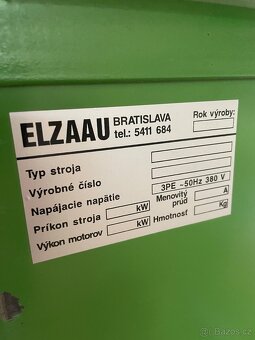 ELZAAU BRATISLAVA
tel.: 5411 684
Rok výroby:
Typ stroja
Výrobné číslo
Napájacie napätie 3PE ~50Hz 380 V
Príkon stroja kW Menovitý prúd A
Výkon motorov kW Hmotnosť Kg
© Bazos.cz